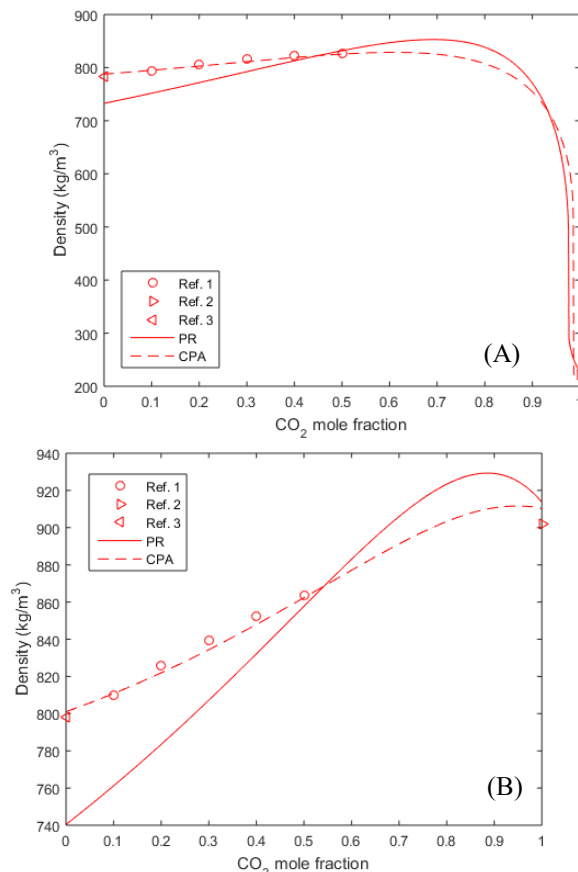 900
800
700
600
500
400
300
200
Density (kg/m³)
Ref. 1
Ref. 2
Ref. 3
PR
CPA
(A)
0 0.1 0.2 0.3 0.4 0.5 0.6 0.7 0.8 0.9 1
CO₂ mole fraction
940
920
900
880
860
840
820
800
780
760
740
Density (kg/m³)
Ref. 1
Ref. 2
Ref. 3
PR
CPA
(B)
0 0.1 0.2 0.3 0.4 0.5 0.6 0.7 0.8 0.9 1
CO₂ mole fraction